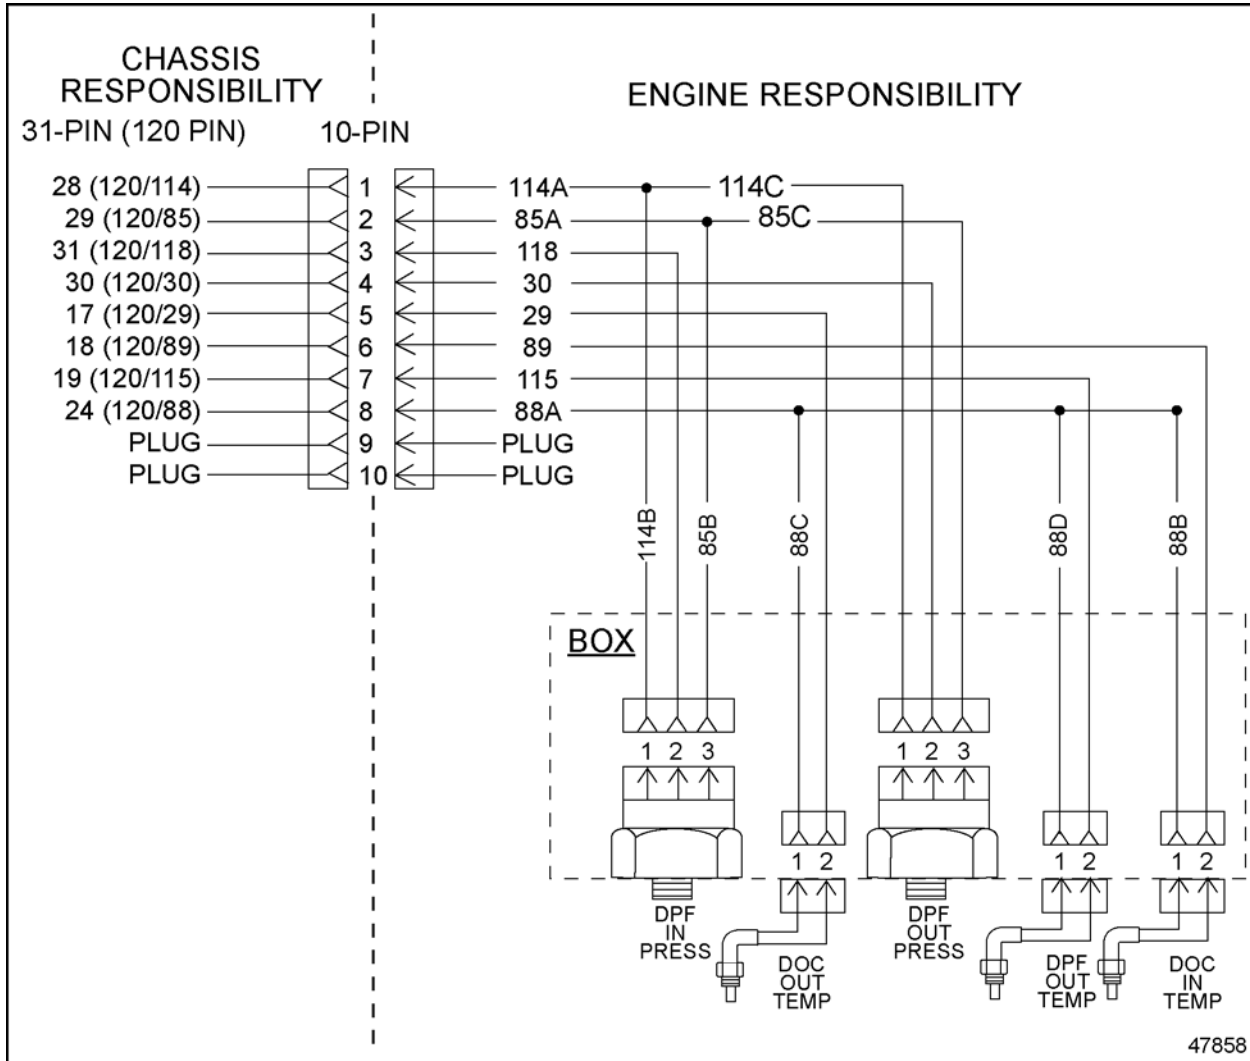 CHASSIS
RESPONSIBILITY
ENGINE RESPONSIBILITY
31-PIN (120 PIN) 10-PIN
28 (120/114) 1 114A 114C
29 (120/85) 2 85A 85C
31 (120/118) 3 118
30 (120/30) 4 30
17 (120/29) 5 29
18 (120/89) 6 89
19 (120/115) 7 115
24 (120/88) 8 88A
PLUG 9 PLUG
PLUG 10 PLUG
114B 85B 88C 88D 88B
BOX
1 2 3 1 2 3
1 2 1 2 1 2
DPF
IN
PRESS
DOC
OUT
TEMP
DPF
OUT
PRESS
DPF
OUT
TEMP
DOC
IN
TEMP
47858